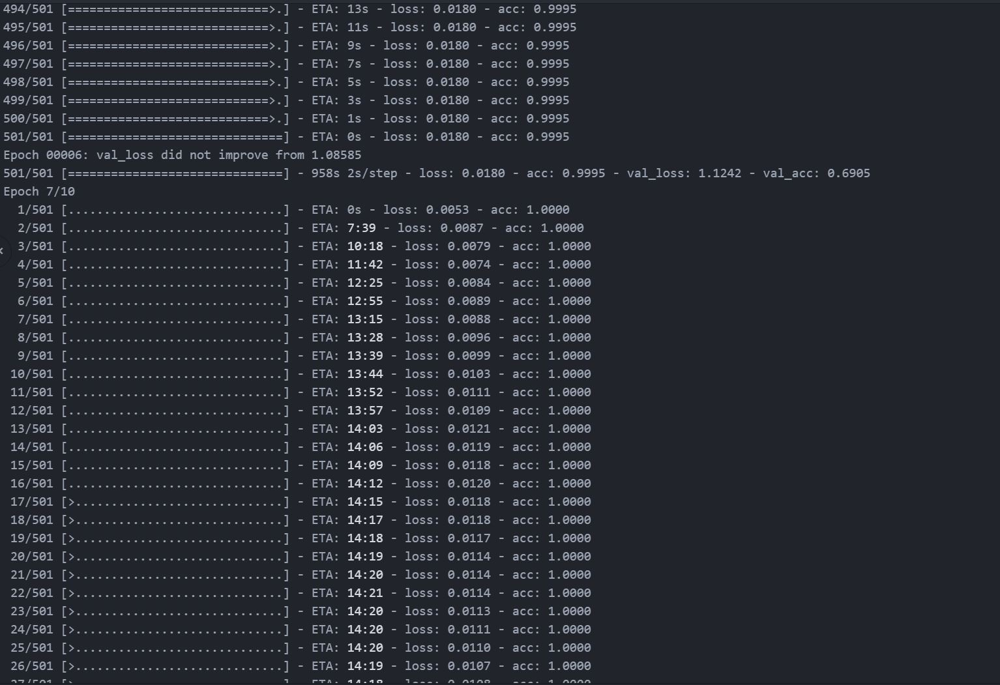 494/501 [============================>.] - ETA: 13s - loss: 0.0180 - acc: 0.9995
495/501 [============================>.] - ETA: 11s - loss: 0.0180 - acc: 0.9995
496/501 [============================>.] - ETA: 9s - loss: 0.0180 - acc: 0.9995
497/501 [============================>.] - ETA: 7s - loss: 0.0180 - acc: 0.9995
498/501 [============================>.] - ETA: 5s - loss: 0.0180 - acc: 0.9995
499/501 [============================>.] - ETA: 3s - loss: 0.0180 - acc: 0.9995
500/501 [============================>.] - ETA: 1s - loss: 0.0180 - acc: 0.9995
501/501 [==============================] - ETA: 0s - loss: 0.0180 - acc: 0.9995
Epoch 00006: val_loss did not improve from 1.08585
501/501 [==============================] - 958s 2s/step - loss: 0.0180 - acc: 0.9995 - val_loss: 1.1242 - val_acc: 0.6905
Epoch 7/10
1/501 [..............................] - ETA: 0s - loss: 0.0053 - acc: 1.0000
2/501 [..............................] - ETA: 7:39 - loss: 0.0087 - acc: 1.0000
3/501 [..............................] - ETA: 10:18 - loss: 0.0079 - acc: 1.0000
4/501 [..............................] - ETA: 11:42 - loss: 0.0074 - acc: 1.0000
5/501 [..............................] - ETA: 12:25 - loss: 0.0084 - acc: 1.0000
6/501 [..............................] - ETA: 12:55 - loss: 0.0089 - acc: 1.0000
7/501 [..............................] - ETA: 13:15 - loss: 0.0088 - acc: 1.0000
8/501 [..............................] - ETA: 13:28 - loss: 0.0096 - acc: 1.0000
9/501 [..............................] - ETA: 13:39 - loss: 0.0099 - acc: 1.0000
10/501 [..............................] - ETA: 13:44 - loss: 0.0103 - acc: 1.0000
11/501 [..............................] - ETA: 13:52 - loss: 0.0111 - acc: 1.0000
12/501 [..............................] - ETA: 13:57 - loss: 0.0109 - acc: 1.0000
13/501 [..............................] - ETA: 14:03 - loss: 0.0121 - acc: 1.0000
14/501 [..............................] - ETA: 14:06 - loss: 0.0119 - acc: 1.0000
15/501 [..............................] - ETA: 14:09 - loss: 0.0118 - acc: 1.0000
16/501 [..............................] - ETA: 14:12 - loss: 0.0120 - acc: 1.0000
17/501 [>.............................] - ETA: 14:15 - loss: 0.0118 - acc: 1.0000
18/501 [>.............................] - ETA: 14:17 - loss: 0.0118 - acc: 1.0000
19/501 [>.............................] - ETA: 14:18 - loss: 0.0117 - acc: 1.0000
20/501 [>.............................] - ETA: 14:19 - loss: 0.0114 - acc: 1.0000
21/501 [>.............................] - ETA: 14:20 - loss: 0.0114 - acc: 1.0000
22/501 [>.............................] - ETA: 14:21 - loss: 0.0114 - acc: 1.0000
23/501 [>.............................] - ETA: 14:20 - loss: 0.0113 - acc: 1.0000
24/501 [>.............................] - ETA: 14:20 - loss: 0.0111 - acc: 1.0000
25/501 [>.............................] - ETA: 14:20 - loss: 0.0110 - acc: 1.0000
26/501 [>.............................] - ETA: 14:19 - loss: 0.0107 - acc: 1.0000